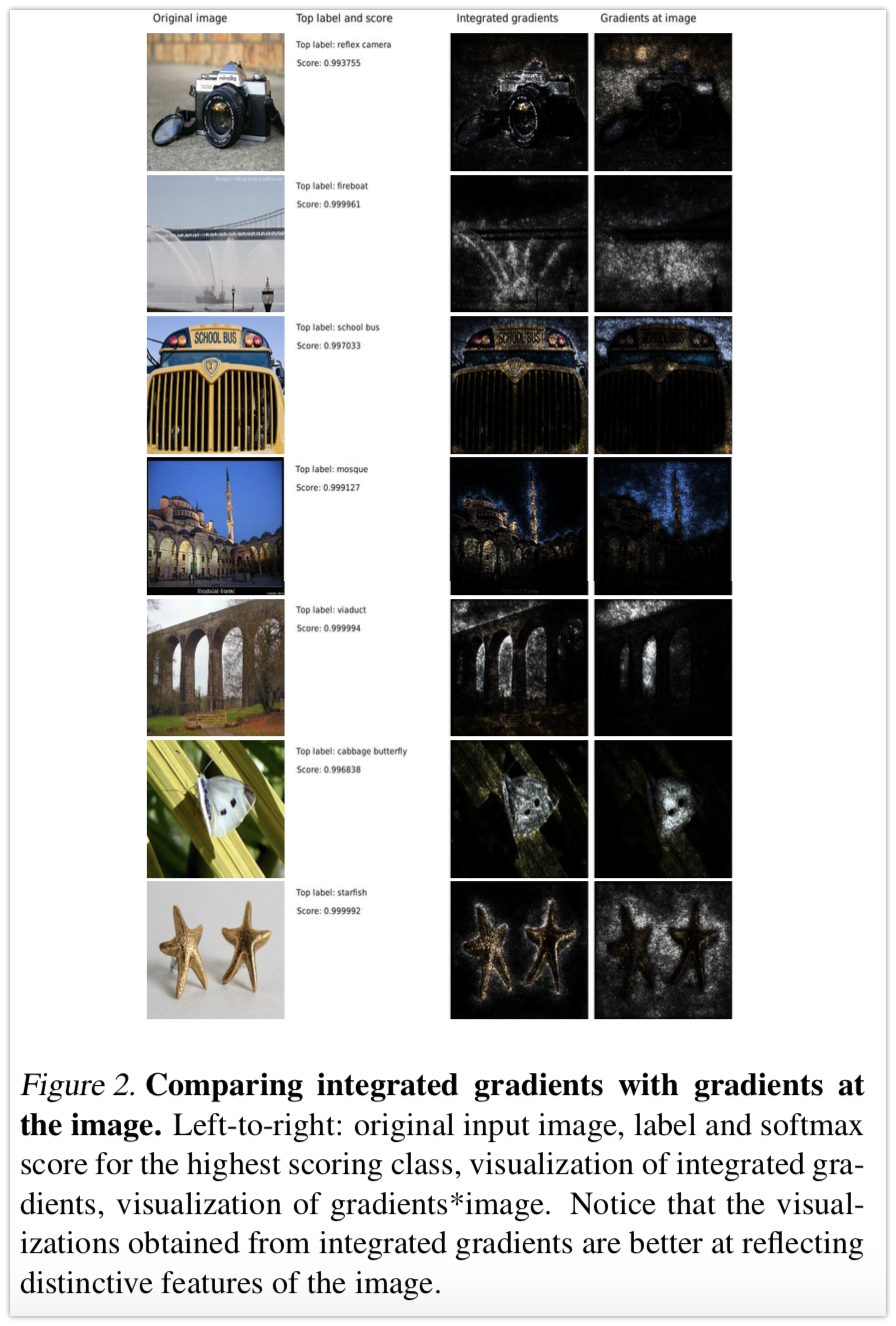 Original image Top label and score Integrated gradients Gradients at image
Top label: reflex camera
Score: 0.993755
minolta
Top label: fireboat
Score: 0.999961
Top label: school bus
Score: 0.997033
SCHOOL BUS
SCHOOL BUS
SCHOOL BUS
Top label: mosque
Score: 0.999127
Top label: viaduct
Score: 0.999994
Top label: cabbage butterfly
Score: 0.996838
Top label: starfish
Score: 0.999992
Figure 2. Comparing integrated gradients with gradients at
the image. Left-to-right: original input image, label and softmax
score for the highest scoring class, visualization of integrated gra-
dients, visualization of gradients*image. Notice that the visual-
izations obtained from integrated gradients are better at reflecting
distinctive features of the image.